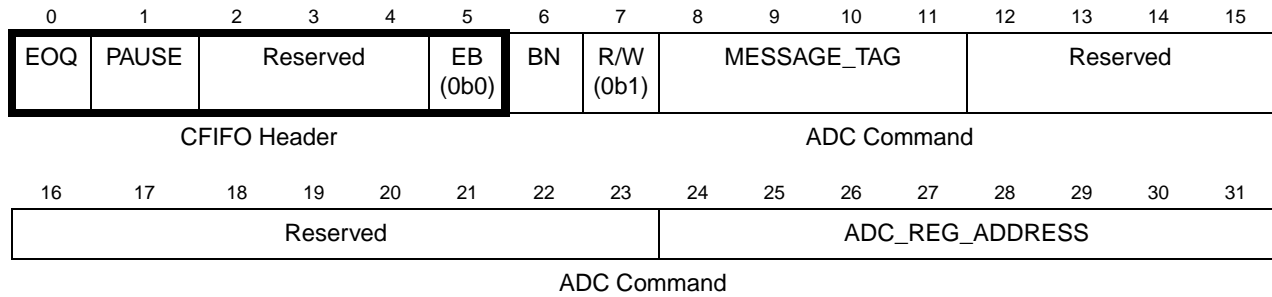 0 1 2 3 4 5 6 7 8 9 10 11 12 13 14 15
EOQ PAUSE Reserved EB BN R/W MESSAGE_TAG Reserved
(0b0) (0b1)
CFIFO Header ADC Command
16 17 18 19 20 21 22 23 24 25 26 27 28 29 30 31
Reserved ADC_REG_ADDRESS
ADC Command